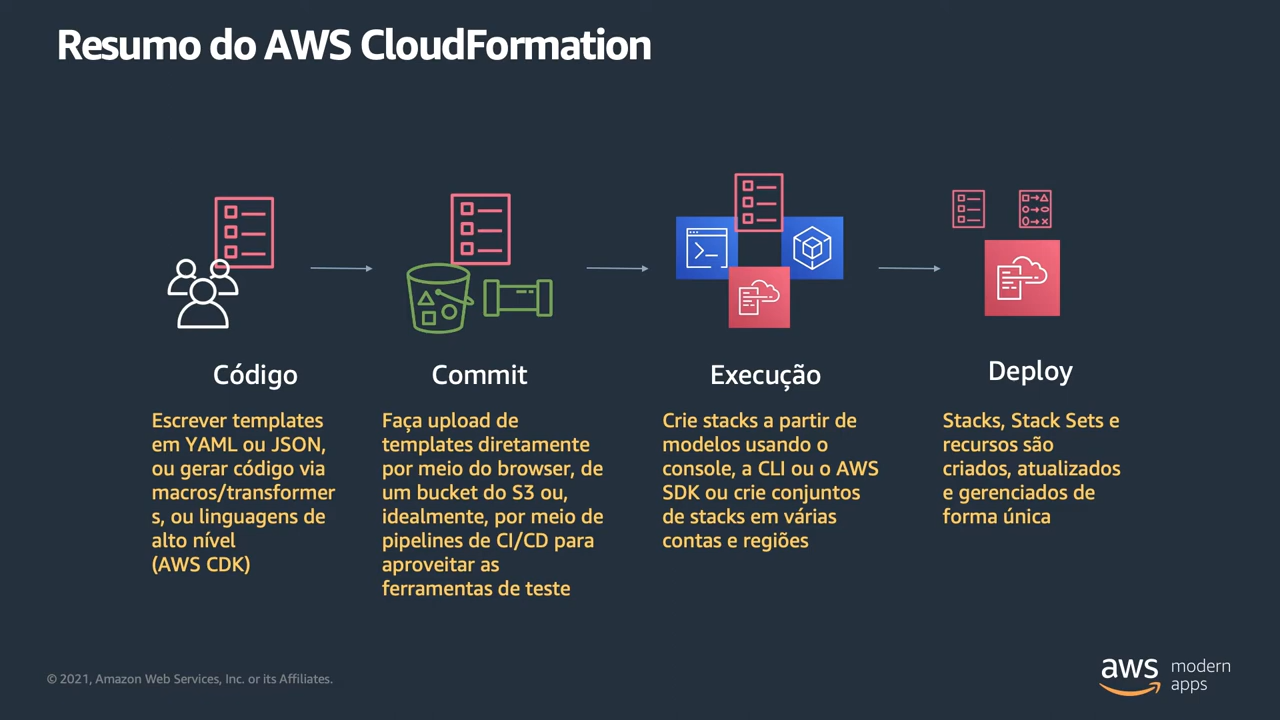 Resumo do AWS CloudFormation
Código
Escrever templates
em YAML ou JSON,
ou gerar código via
macros/transformer
s, ou linguagens de
alto nível
(AWS CDK)
Commit
Faça upload de
templates diretamente
por meio do browser, de
um bucket do S3 ou,
idealmente, por meio de
pipelines de CI/CD para
aproveitar as
ferramentas de teste
Execução
Crie stacks a partir de
modelos usando o
console, a CLI ou o AWS
SDK ou crie conjuntos
de stacks em várias
contas e regiões
Deploy
Stacks, Stack Sets e
recursos são
criados, atualizados
e gerenciados de
forma única
© 2021, Amazon Web Services, Inc. or its Affiliates.
aws
modern
apps